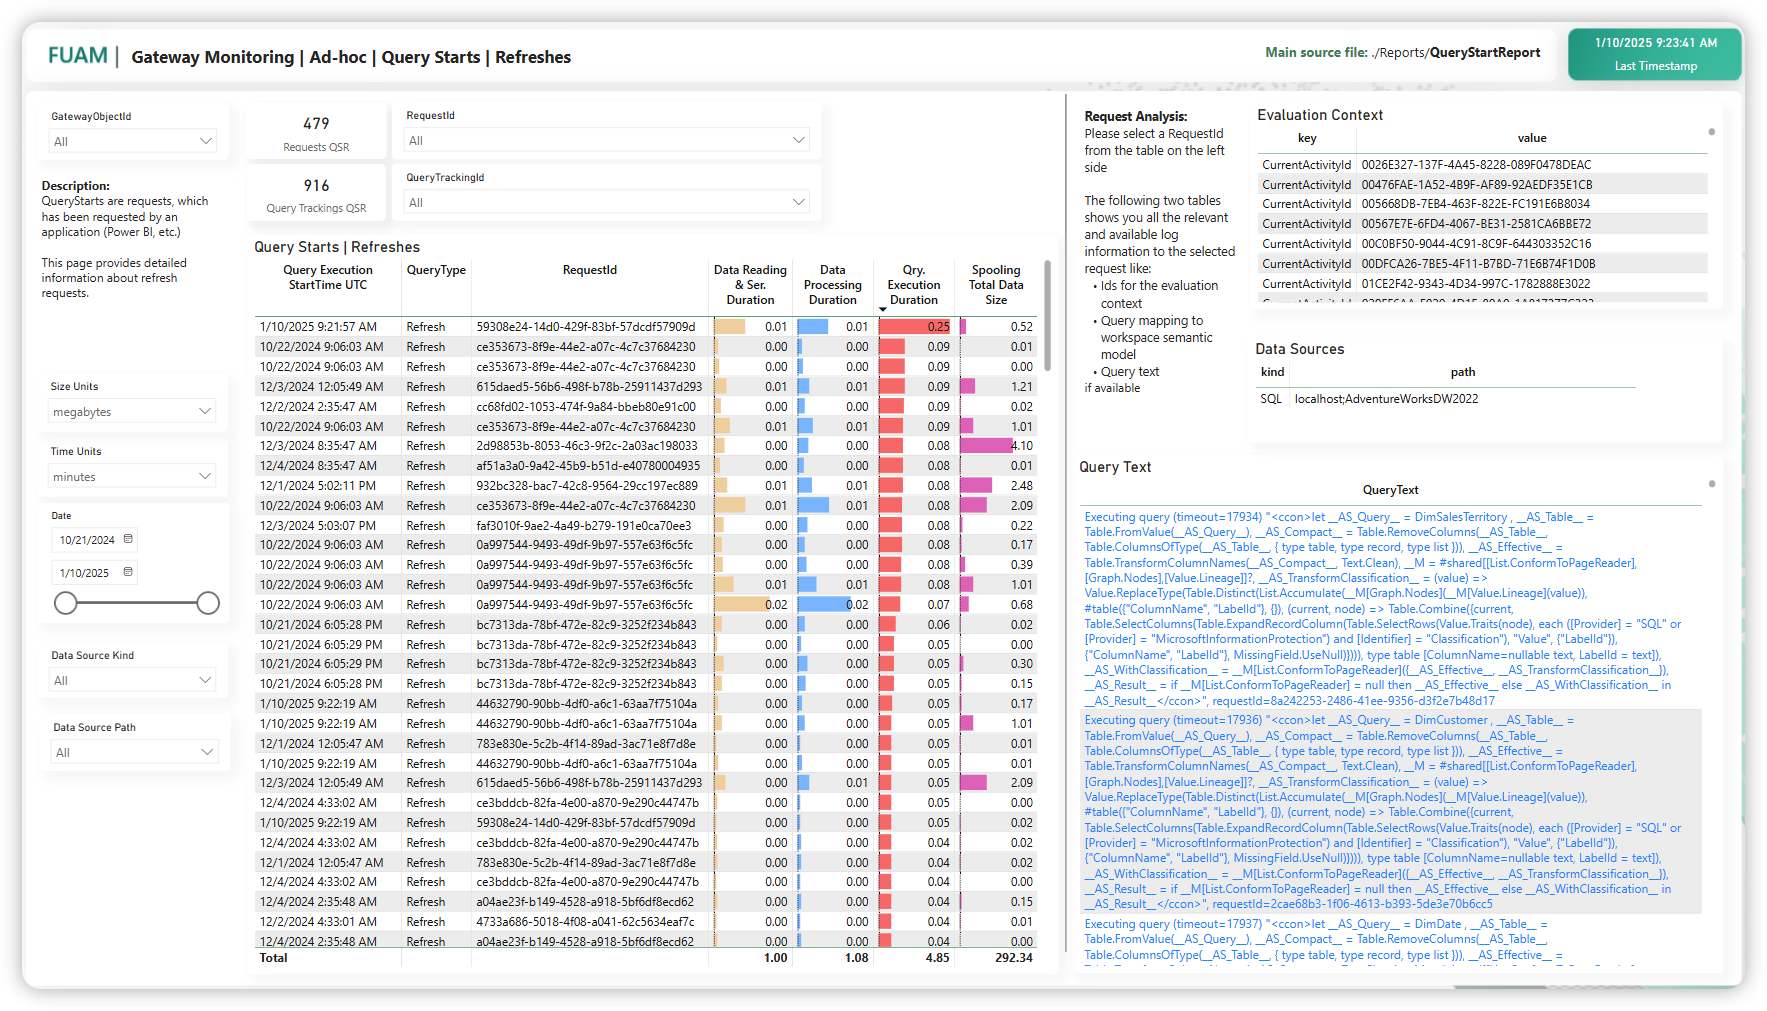 FUAM | Gateway Monitoring | Ad-hoc | Query Starts | Refreshes
Main source file: ./Reports/QueryStartReport
1/10/2025 9:23:41 AM
Last Timestamp
GatewayObjectId
All
Description:
QueryStarts are requests, which
has been requested by an
application (Power BI, etc.)
This page provides detailed
information about refresh
requests.
Size Units
megabytes
Time Units
minutes
Date
10/21/2024
1/10/2025
Data Source Kind
All
Data Source Path
All
479
Requests QSR
916
Query Trackings QSR
RequestId
All
QueryTrackingId
All
Query Starts | Refreshes
Query Execution StartTime UTC QueryType RequestId Data Reading & Ser. Duration Data Processing Duration Qry. Execution Duration Spooling Total Data Size
1/10/2025 9:21:57 AM Refresh 59308e24-14d0-429f-83bf-57dcdf57909d 0.01 0.01 0.25 0.52
10/22/2024 9:06:03 AM Refresh ce353673-8f9e-44e2-a07c-4c7c37684230 0.00 0.00 0.09 0.01
10/22/2024 9:06:03 AM Refresh ce353673-8f9e-44e2-a07c-4c7c37684230 0.00 0.00 0.09 0.00
12/3/2024 12:05:49 AM Refresh 615daed5-56b6-498f-b78b-25911437d293 0.01 0.01 0.09 1.21
12/2/2024 2:35:47 AM Refresh cc68fd02-1053-474f-9a84-bbeb80e91c00 0.00 0.00 0.09 0.02
10/22/2024 9:06:03 AM Refresh ce353673-8f9e-44e2-a07c-4c7c37684230 0.01 0.01 0.09 1.01
12/3/2024 8:35:47 AM Refresh 2d98853b-8053-46c3-9f2c-2a03ac198033 0.00 0.00 0.08 4.10
12/4/2024 8:35:47 AM Refresh af51a3a0-9a42-45b9-b51d-e40780004935 0.00 0.00 0.08 0.01
12/1/2024 5:02:11 PM Refresh 932bc328-bac7-42c8-9564-29cc197ec889 0.01 0.01 0.08 2.48
10/22/2024 9:06:03 AM Refresh ce353673-8f9e-44e2-a07c-4c7c37684230 0.01 0.01 0.08 2.09
12/3/2024 5:03:07 PM Refresh faf3010f-9ae2-4a49-b279-191e0ca70ee3 0.00 0.00 0.08 0.22
10/22/2024 9:06:03 AM Refresh 0a997544-9493-49df-9b97-557e63f6c5fc 0.00 0.00 0.08 0.17
10/22/2024 9:06:03 AM Refresh 0a997544-9493-49df-9b97-557e63f6c5fc 0.00 0.00 0.08 0.39
10/22/2024 9:06:03 AM Refresh 0a997544-9493-49df-9b97-557e63f6c5fc 0.01 0.01 0.08 1.01
10/22/2024 9:06:03 AM Refresh 0a997544-9493-49df-9b97-557e63f6c5fc 0.02 0.02 0.07 0.68
10/21/2024 6:05:28 PM Refresh bc7313da-78bf-472e-82c9-3252f234b843 0.00 0.00 0.06 0.02
10/21/2024 6:05:29 PM Refresh bc7313da-78bf-472e-82c9-3252f234b843 0.00 0.00 0.05 0.00
10/21/2024 6:05:29 PM Refresh bc7313da-78bf-472e-82c9-3252f234b843 0.00 0.00 0.05 0.30
10/21/2024 6:05:28 PM Refresh bc7313da-78bf-472e-82c9-3252f234b843 0.00 0.00 0.05 0.15
1/10/2025 9:22:19 AM Refresh 44632790-90bb-4df0-a6c1-63aa7f75104a 0.00 0.00 0.05 0.17
1/10/2025 9:22:19 AM Refresh 44632790-90bb-4df0-a6c1-63aa7f75104a 0.00 0.00 0.05 1.01
12/1/2024 12:05:47 AM Refresh 783e830e-5c2b-4f14-89ad-3ac71e8f7d8e 0.00 0.00 0.05 0.01
1/10/2025 9:22:19 AM Refresh 44632790-90bb-4df0-a6c1-63aa7f75104a 0.00 0.00 0.05 0.01
12/3/2024 12:05:49 AM Refresh 615daed5-56b6-498f-b78b-25911437d293 0.00 0.01 0.05 2.09
12/4/2024 4:33:02 AM Refresh ce3bddcb-82fa-4e00-a870-9e290c44747b 0.00 0.00 0.05 0.00
1/10/2025 9:22:19 AM Refresh 59308e24-14d0-429f-83bf-57dcdf57909d 0.00 0.00 0.05 0.02
12/4/2024 4:33:02 AM Refresh ce3bddcb-82fa-4e00-a870-9e290c44747b 0.00 0.00 0.04 0.02
12/1/2024 12:05:47 AM Refresh 783e830e-5c2b-4f14-89ad-3ac71e8f7d8e 0.00 0.00 0.04 0.02
12/4/2024 4:33:02 AM Refresh ce3bddcb-82fa-4e00-a870-9e290c44747b 0.00 0.00 0.04 0.00
12/4/2024 2:35:48 AM Refresh a04ae23f-b149-4528-a918-5bf6df8ecd62 0.00 0.00 0.04 0.15
12/2/2024 4:33:01 AM Refresh 4733a686-5018-4f08-a041-62c5634eaf7c 0.00 0.00 0.04 0.01
12/4/2024 2:35:48 AM Refresh a04ae23f-b149-4528-a918-5bf6df8ecd62 0.00 0.00 0.04 0.00
Total 1.00 1.08 4.85 292.34
Request Analysis:
Please select a RequestId
from the table on the left
side
The following two tables
shows you all the relevant
and available log
information to the selected
request like:
• Ids for the evaluation
context
• Query mapping to
workspace semantic
model
• Query text
if available
Evaluation Context
key value
CurrentActivityId 0026E327-137F-4A45-8228-089F0478DEAC
CurrentActivityId 00476FAE-1A52-4B9F-AF89-92AEDF35E1CB
CurrentActivityId 005668DB-7EB4-463F-822E-FC191E6B8034
CurrentActivityId 00567E7E-6FD4-4067-BE31-2581CA6BBE72
CurrentActivityId 00C0BF50-9044-4C91-8C9F-644303352C16
CurrentActivityId 00DFCA26-7BE5-4F11-B7BD-71E6B74F1D0B
CurrentActivityId 01CE2F42-9343-4D34-997C-1782888E3022
Data Sources
kind path
SQL localhost;AdventureWorksDW2022
Query Text
QueryText
Executing query (timeout=17934) "<ccon>let __AS_Query__ = DimSalesTerritory , __AS_Table__ =
Table.FromValue(__AS_Query__), __AS_Compact__ = Table.RemoveColumns(__AS_Table__,
Table.ColumnsOfType(__AS_Table__, { type table, type record, type list })), __AS_Effective__ =
Table.TransformColumnNames(__AS_Compact__, Text.Clean), __M = #shared[[List.ConformToPageReader],
[Graph.Nodes],[Value.Lineage]]?, __AS_TransformClassification__ = (value) =>
Value.ReplaceType(Table.Distinct(List.Accumulate(__M[Graph.Nodes](__M[Value.Lineage](value)),
#table({"ColumnName", "LabelId"}, {}), (current, node) => Table.Combine({current,
Table.SelectColumns(Table.ExpandRecordColumn(Table.SelectRows(Value.Traits(node), each ([Provider] = "SQL" or
[Provider] = "MicrosoftInformationProtection") and [Identifier] = "Classification"), "Value", {"LabelId"}),
{"ColumnName", "LabelId"}, MissingField.UseNull)}))), type table [ColumnName=nullable text, LabelId = text]),
__AS_WithClassification__ = __M[List.ConformToPageReader]({__AS_Effective__, __AS_TransformClassification__}),
__AS_Result__ = if __M[List.ConformToPageReader] = null then __AS_Effective__ else __AS_WithClassification__ in
__AS_Result__</ccon>", requestId=8a242253-2486-41ee-9356-d3f2e7b48d17
Executing query (timeout=17936) "<ccon>let __AS_Query__ = DimCustomer , __AS_Table__ =
Table.FromValue(__AS_Query__), __AS_Compact__ = Table.RemoveColumns(__AS_Table__,
Table.ColumnsOfType(__AS_Table__, { type table, type record, type list })), __AS_Effective__ =
Table.TransformColumnNames(__AS_Compact__, Text.Clean), __M = #shared[[List.ConformToPageReader],
[Graph.Nodes],[Value.Lineage]]?, __AS_TransformClassification__ = (value) =>
Value.ReplaceType(Table.Distinct(List.Accumulate(__M[Graph.Nodes](__M[Value.Lineage](value)),
#table({"ColumnName", "LabelId"}, {}), (current, node) => Table.Combine({current,
Table.SelectColumns(Table.ExpandRecordColumn(Table.SelectRows(Value.Traits(node), each ([Provider] = "SQL" or
[Provider] = "MicrosoftInformationProtection") and [Identifier] = "Classification"), "Value", {"LabelId"}),
{"ColumnName", "LabelId"}, MissingField.UseNull)}))), type table [ColumnName=nullable text, LabelId = text]),
__AS_WithClassification__ = __M[List.ConformToPageReader]({__AS_Effective__, __AS_TransformClassification__}),
__AS_Result__ = if __M[List.ConformToPageReader] = null then __AS_Effective__ else __AS_WithClassification__ in
__AS_Result__</ccon>", requestId=2cae68b3-1f06-4613-b393-5de3e70b6cc5
Executing query (timeout=17937) "<ccon>let __AS_Query__ = DimDate , __AS_Table__ =
Table.FromValue(__AS_Query__), __AS_Compact__ = Table.RemoveColumns(__AS_Table__,
Table.ColumnsOfType(__AS_Table__, { type table, type record, type list })), __AS_Effective__ =